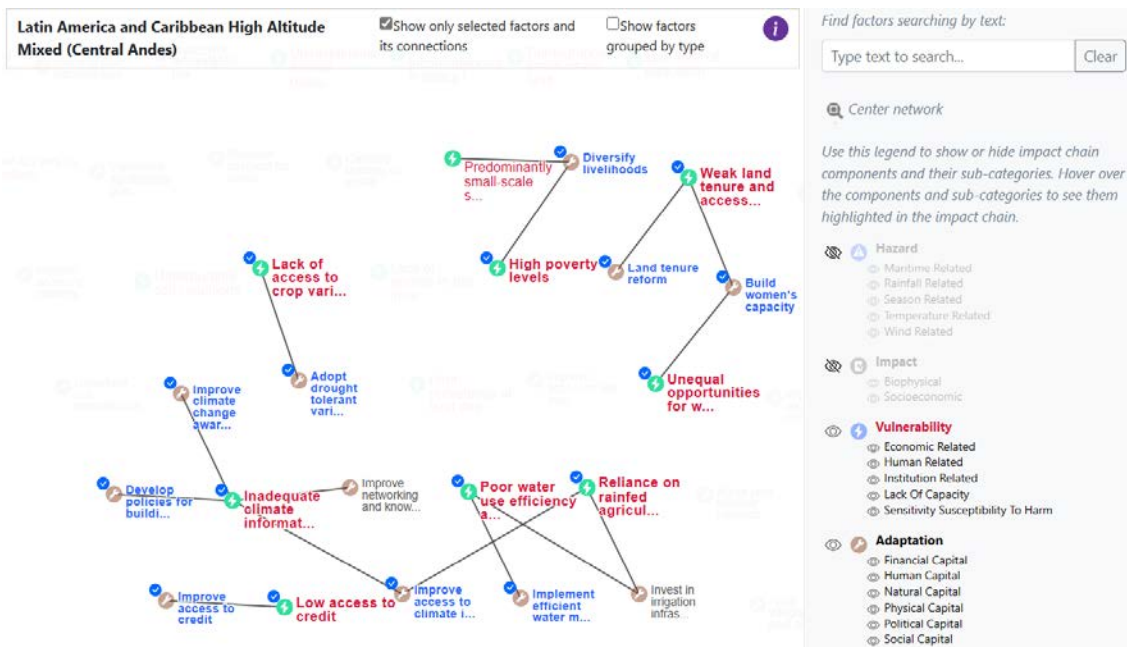 Latin America and Caribbean High Altitude
Mixed (Central Andes)
Show only selected factors and
its connections
Show factors
grouped by type
i
Predominantly
small-scale
s...
Diversify
livelihoods
Weak land
tenure and
access...
Lack of
access to
crop vari...
High poverty
levels
Land tenure
reform
Build
women's
capacity
Improve
climate
change
awar...
Adopt
drought
tolerant
vari...
Unequal
opportunities
for w...
Develop
policies for
buildi...
Inadequate
climate
informat...
Improve
networking
and know...
Poor water
use efficiency
a...
Reliance on
rainfed
agricul...
Improve
access to
credit
Low access to
credit
Improve
access to
climate i...
Implement
efficient
water m...
Invest in
irrigation
infras...
Find factors searching by text:
Type text to search...
Clear
Center network
Use this legend to show or hide impact chain
components and their sub-categories. Hover over
the components and sub-categories to see them
highlighted in the impact chain.
Hazard
Maritime Related
Rainfall Related
Season Related
Temperature Related
Wind Related
Impact
Biophysical
Socioeconomic
Vulnerability
Economic Related
Human Related
Institution Related
Lack Of Capacity
Sensitivity Susceptibility To Harm
Adaptation
Financial Capital
Human Capital
Natural Capital
Physical Capital
Political Capital
Social Capital